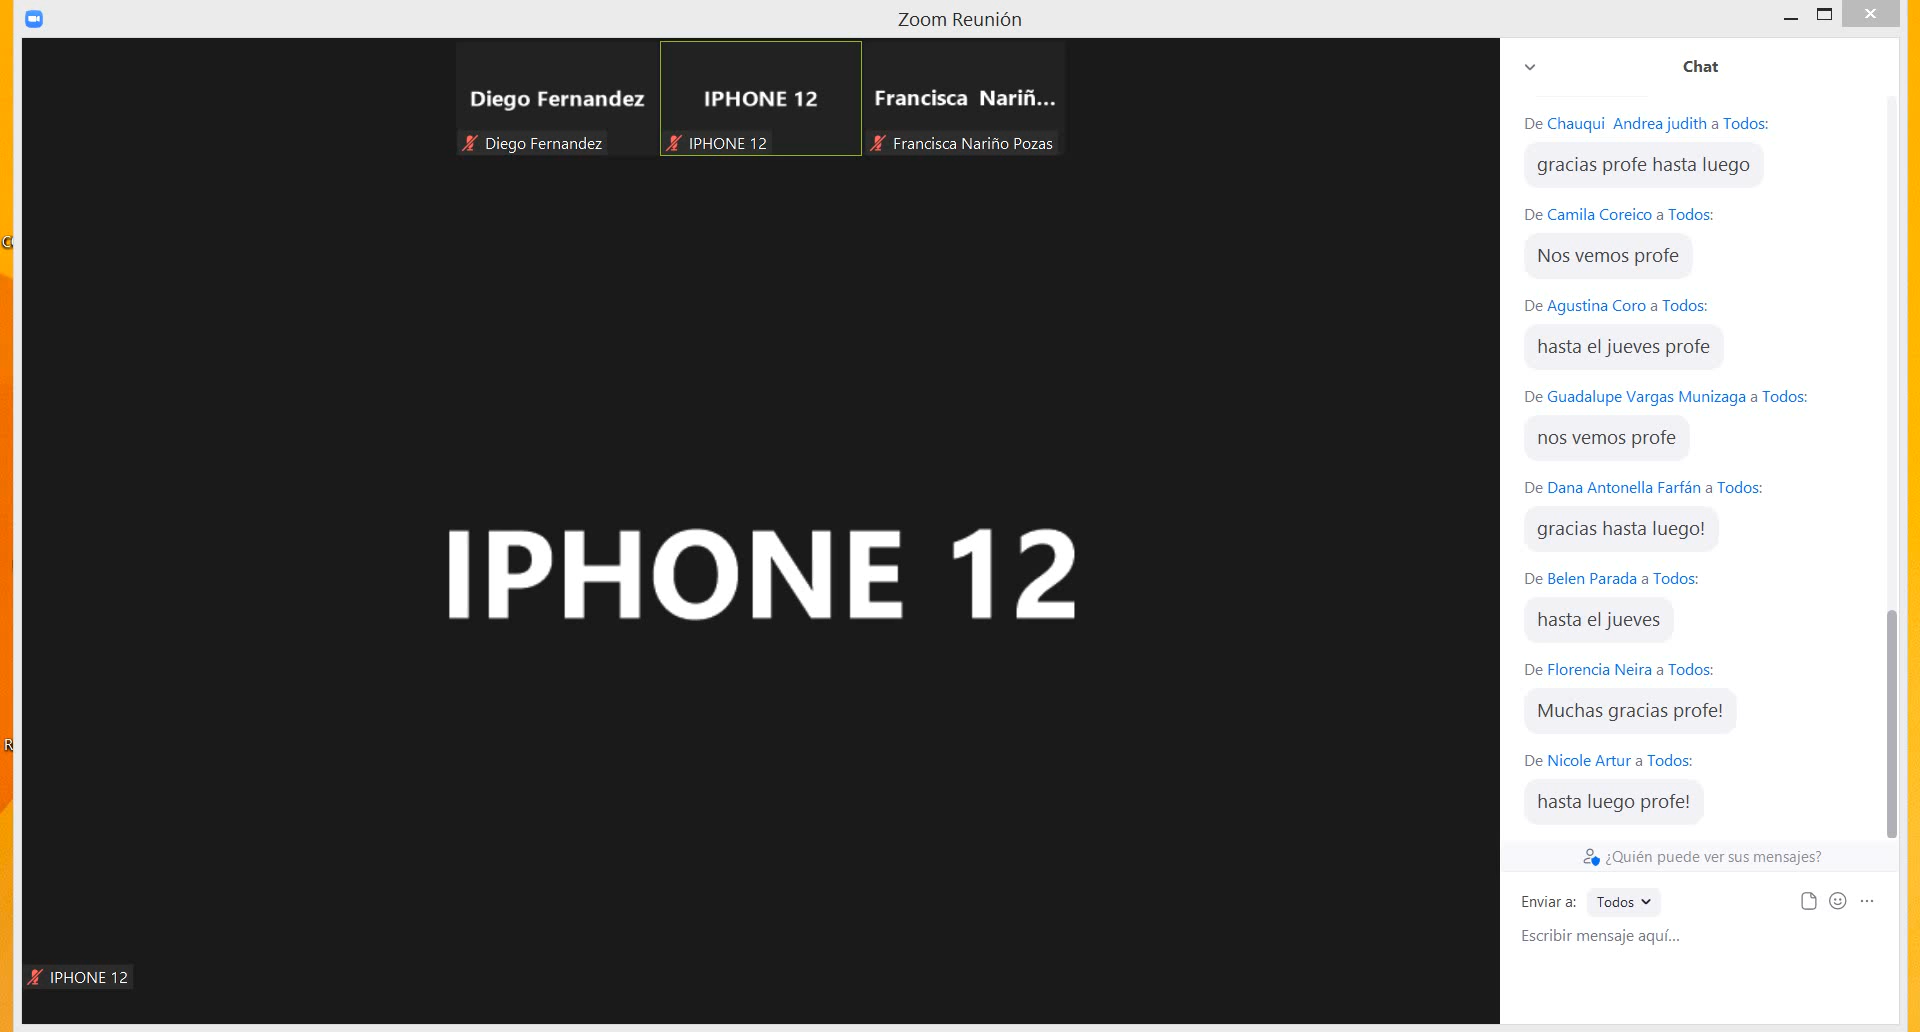 Zoom Reunión
Diego Fernandez
IPHONE 12
Francisca Nariñ...
Diego Fernandez
IPHONE 12
Francisca Nariño Pozas
IPHONE 12
IPHONE 12
Chat
De Chauqui Andrea judith a Todos:
gracias profe hasta luego
De Camila Coreico a Todos:
Nos vemos profe
De Agustina Coro a Todos:
hasta el jueves profe
De Guadalupe Vargas Munizaga a Todos:
nos vemos profe
De Dana Antonella Farfán a Todos:
gracias hasta luego!
De Belen Parada a Todos:
hasta el jueves
De Florencia Neira a Todos:
Muchas gracias profe!
De Nicole Artur a Todos:
hasta luego profe!
¿Quién puede ver sus mensajes?
Enviar a: Todos
Escribir mensaje aquí...